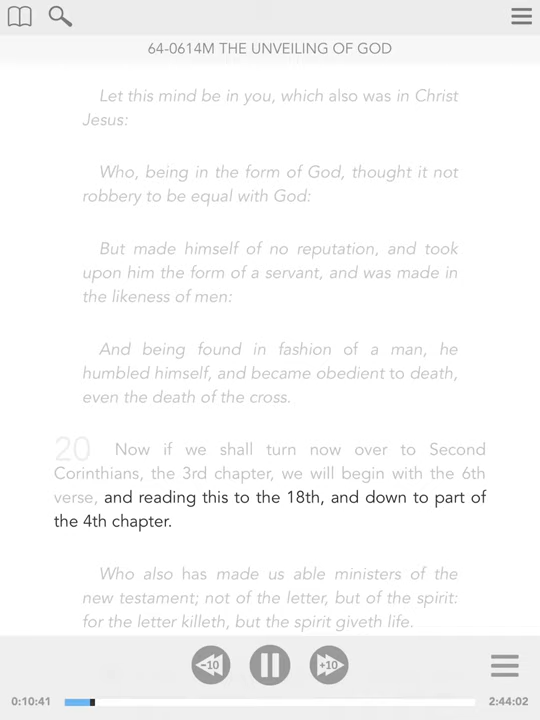 64-0614M THE UNVEILING OF GOD
Let this mind be in you, which also was in Christ
Jesus:
Who, being in the form of God, thought it not
robbery to be equal with God:
But made himself of no reputation, and took
upon him the form of a servant, and was made in
the likeness of men:
And being found in fashion of a man, he
humbled himself, and became obedient to death,
even the death of the cross.
20 Now if we shall turn now over to Second
Corinthians, the 3rd chapter, we will begin with the 6th
verse, and reading this to the 18th, and down to part of
the 4th chapter.
Who also has made us able ministers of the
new testament; not of the letter, but of the spirit:
for the letter killeth, but the spirit giveth life.
-10 +10
0:10:41 2:44:02